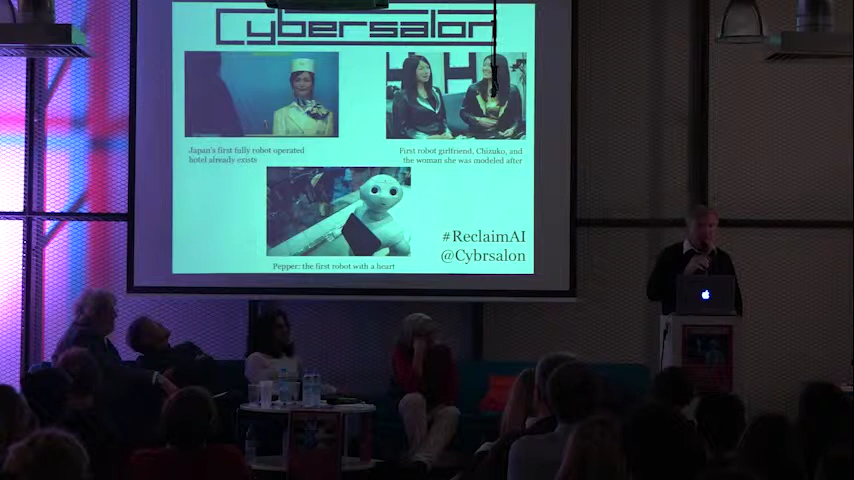 Cybersalon
Japan's first fully robot operated
hotel already exists
First robot girlfriend, Chizuko, and
the woman she was modeled after
Pepper: the first robot with a heart
#ReclaimAI
@Cybrsalon